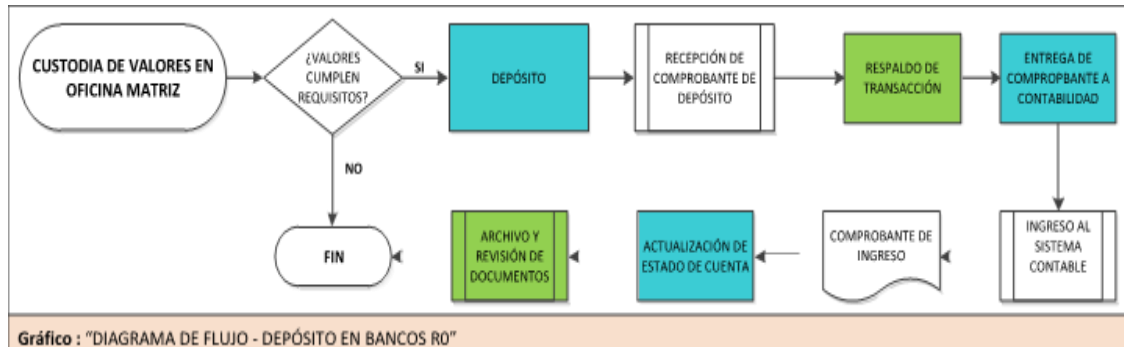 CUSTODIA DE VALORES EN
OFICINA MATRIZ
¿VALORES
CUMPLEN
REQUISITOS?
SI
NO
DEPÓSITO
RECEPCIÓN DE
COMPROBANTE DE
DEPÓSITO
RESPALDO DE
TRANSACCIÓN
ENTREGA DE
COMPROPBANTE A
CONTABILIDAD
INGRESO AL
SISTEMA
CONTABLE
COMPROBANTE DE
INGRESO
ACTUALIZACIÓN DE
ESTADO DE CUENTA
ARCHIVO Y
REVISIÓN DE
DOCUMENTOS
FIN
Gráfico : "DIAGRAMA DE FLUJO - DEPÓSITO EN BANCOS R0"